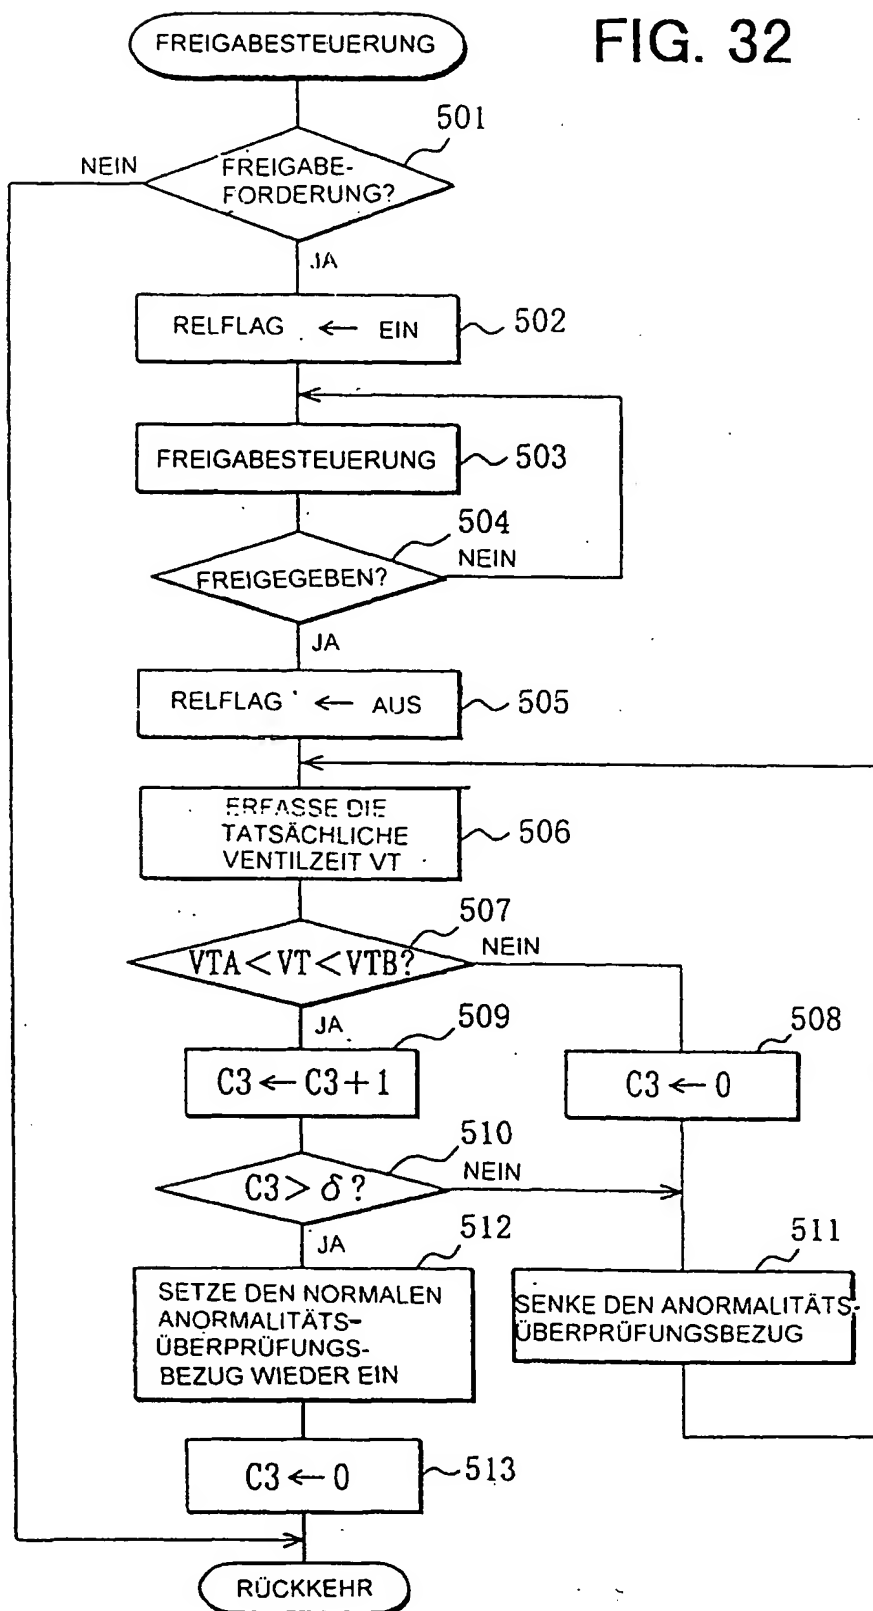 FREIGABESTEUERUNG
FIG. 32
501
NEIN
FREIGABE-
FORDERUNG?
JA
RELFLAG ← EIN
502
FREIGABESTEUERUNG
503
504
FREIGEGEBEN?
NEIN
JA
RELFLAG ← AUS
505
ERFASSE DIE
TATSÄCHLICHE
VENTILZEIT VT
506
507
VTA<VT<VTB?
NEIN
JA
509
508
C3←C3+1
C3←0
510
C3>δ?
NEIN
JA
512
511
SETZE DEN NORMALEN
ANORMALITÄTS-
ÜBERPRÜFUNGS-
BEZUG WIEDER EIN
SENKE DEN ANORMALITÄTS-
ÜBERPRÜFUNGSBEZUG
C3←0
513
RÜCKKEHR